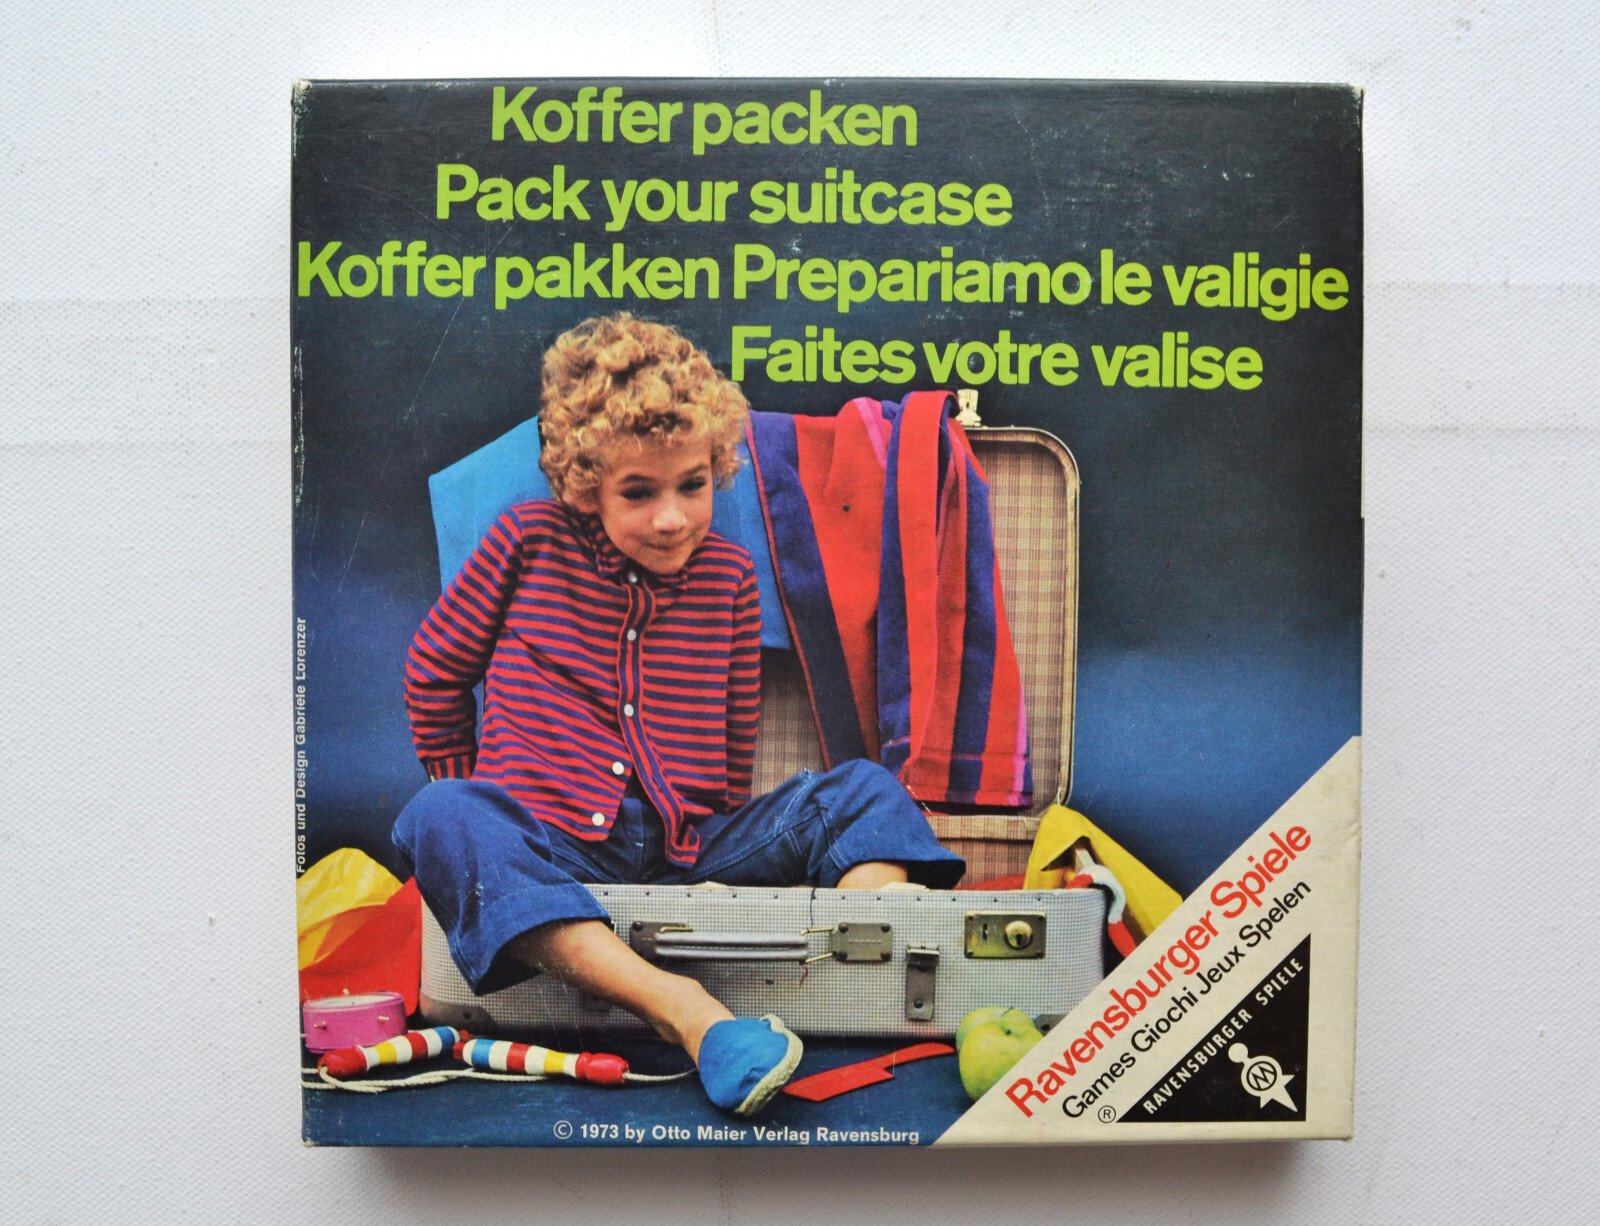 Koffer packen
Pack your suitcase
Koffer pakken Prepariamo le valigie
Faites votre valise
Fotos und Design Gabriele Lorenzer
Ravensburger Spiele
Games Giochi Jeux Spelen
® RAVENSBURGER SPIELE
© 1973 by Otto Maier Verlag Ravensburg